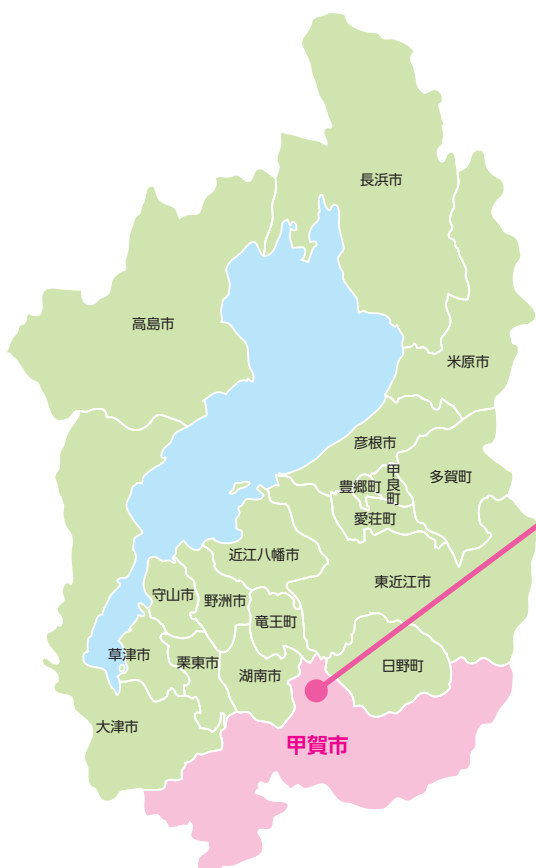 長浜市
高島市
米原市
彦根市
甲良町
豊郷町
多賀町
愛荘町
近江八幡市
東近江市
守山市
野洲市
竜王町
草津市
栗東市
湖南市
日野町
大津市
甲賀市